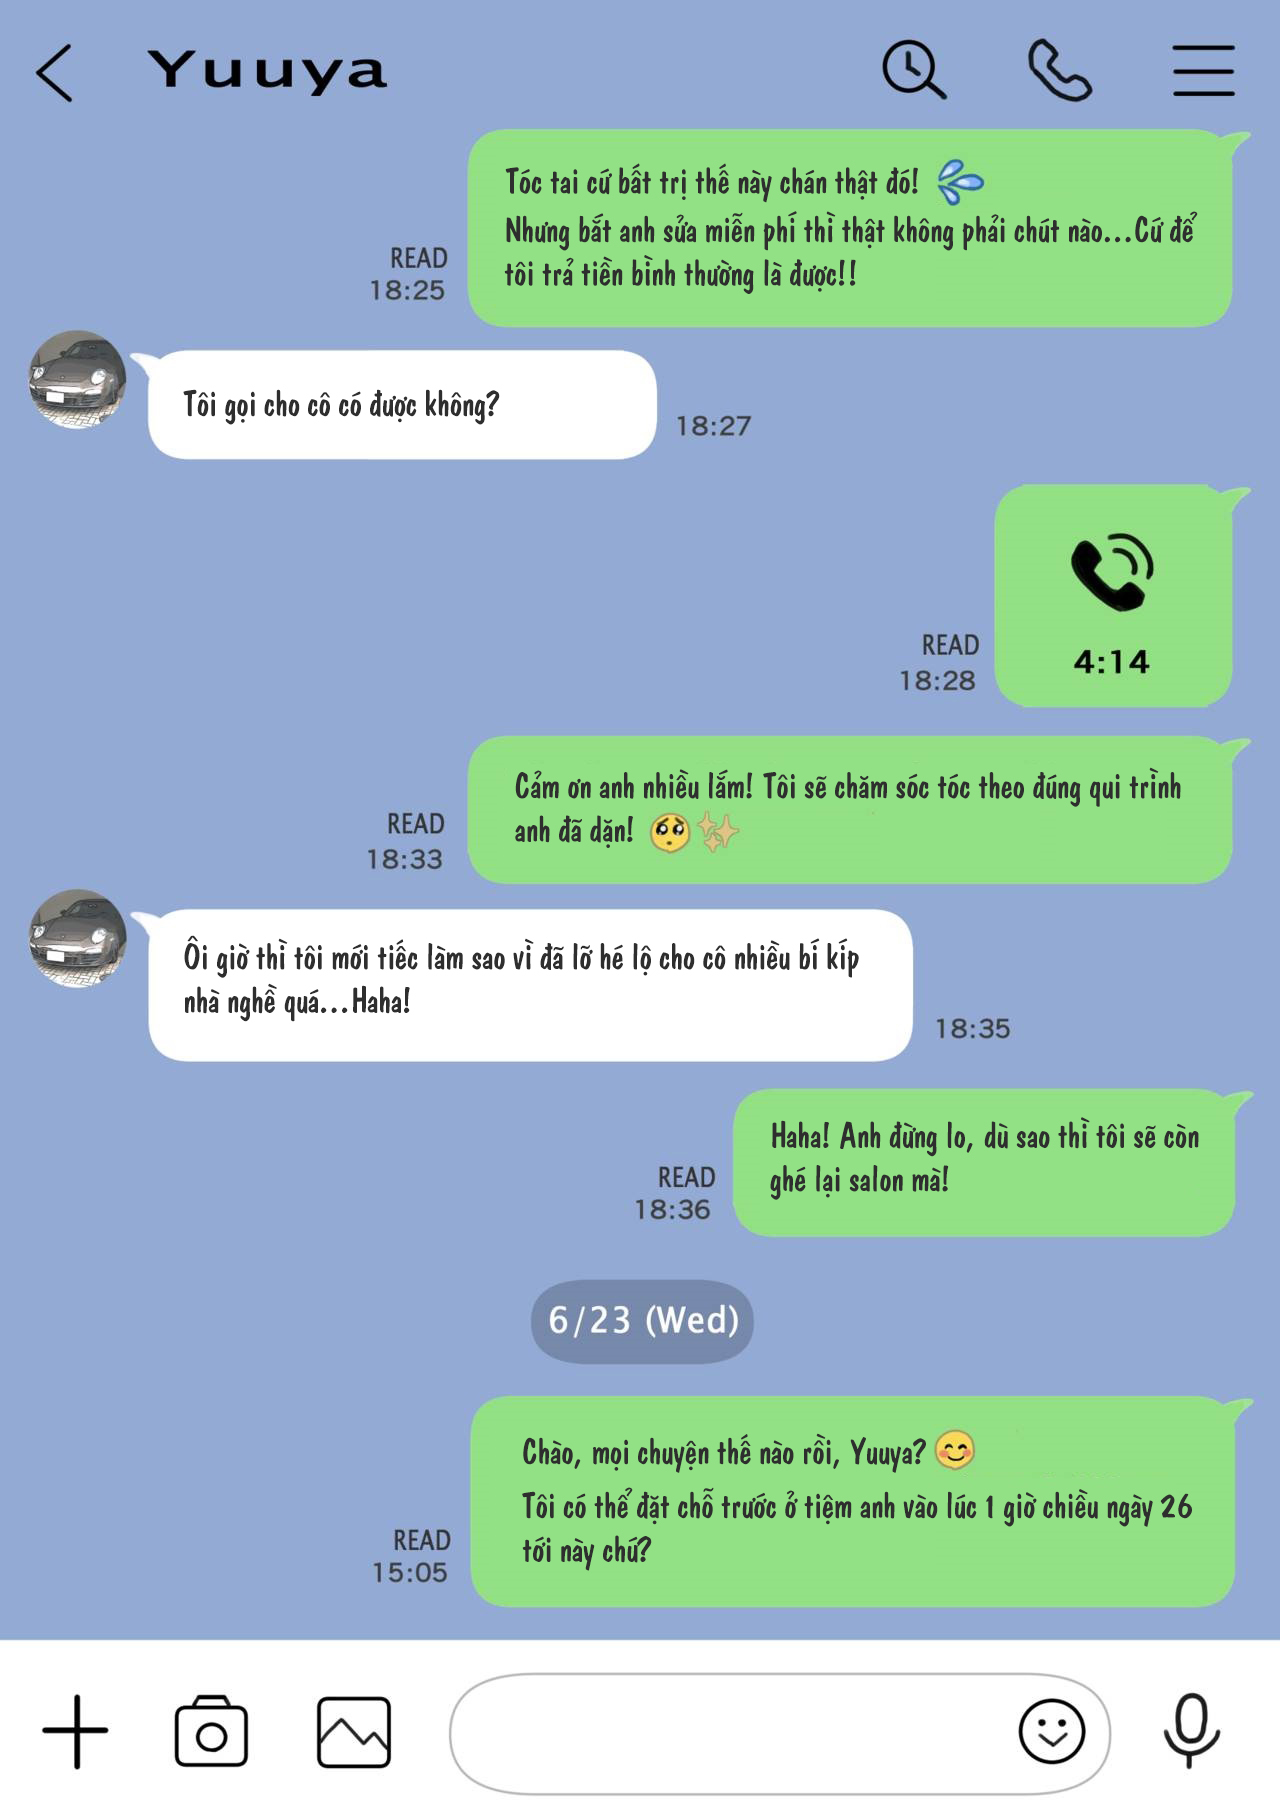 Yuuya
Tóc tai cứ bất trị thế này chán thật đó!
Nhưng bắt anh sửa miễn phí thì thật không phải chút nào...Cứ để
tôi trả tiền bình thường là được!!
READ
18:25
Tôi gọi cho cô có được không?
18:27
4:14
READ
18:28
Cảm ơn anh nhiều lắm! Tôi sẽ chăm sóc tóc theo đúng qui trình
anh đã dặn!
READ
18:33
Ôi giờ thì tôi mới tiếc làm sao vì đã lỡ hé lộ cho cô nhiều bí kíp
nhà nghề quá...Haha!
18:35
Haha! Anh đừng lo, dù sao thì tôi sẽ còn
ghé lại salon mà!
READ
18:36
6/23 (Wed)
Chào, mọi chuyện thế nào rồi, Yuuya?
Tôi có thể đặt chỗ trước ở tiệm anh vào lúc 1 giờ chiều ngày 26
tới này chứ?
READ
15:05